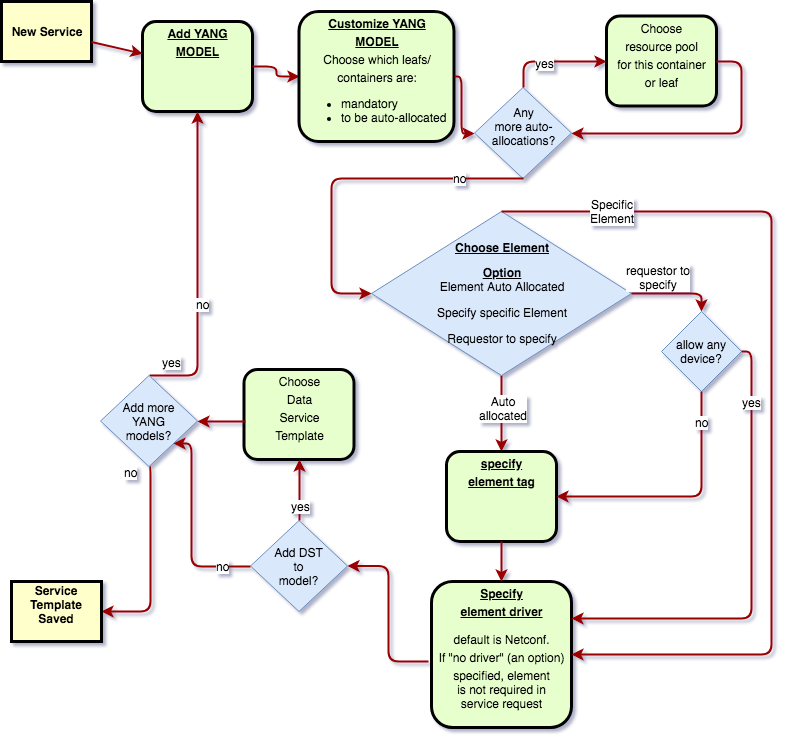 New Service
Add YANG
MODEL
Customize YANG
MODEL
Choose which leafs/
containers are:
• mandatory
• to be auto-allocated
Any
more auto-
allocations?
yes
Choose
resource pool
for this container
or leaf
no
Choose Element
Option
Element Auto Allocated
Specify specific Element
Requestor to specify
Specific
Element
requestor to
specify
allow any
device?
yes
no
Auto
allocated
specify
element tag
Specify
element driver
default is Netconf.
If "no driver" (an option)
specified, element
is not required in
service request
Add DST
to
model?
yes
no
Choose
Data
Service
Template
Add more
YANG
models?
yes
no
no
Service
Template
Saved